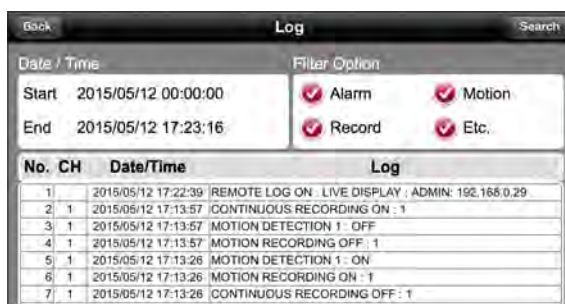 Back Log Search
Date / Time Filter Option
Start 2015/05/12 00:00:00 Alarm Motion
End 2015/05/12 17:23:16 Record Etc.
No. CH Date/Time Log
1 2015/05/12 17:22:39 REMOTE LOG ON : LIVE DISPLAY : ADMIN: 192.168.0.29
2 1 2015/05/12 17:13:57 CONTINUOUS RECORDING ON : 1
3 1 2015/05/12 17:13:57 MOTION DETECTION 1 : OFF
4 1 2015/05/12 17:13:57 MOTION RECORDING OFF : 1
5 1 2015/05/12 17:13:26 MOTION DETECTION 1 : ON
6 1 2015/05/12 17:13:26 MOTION RECORDING ON : 1
7 1 2015/05/12 17:13:26 CONTINUOUS RECORDING OFF : 1